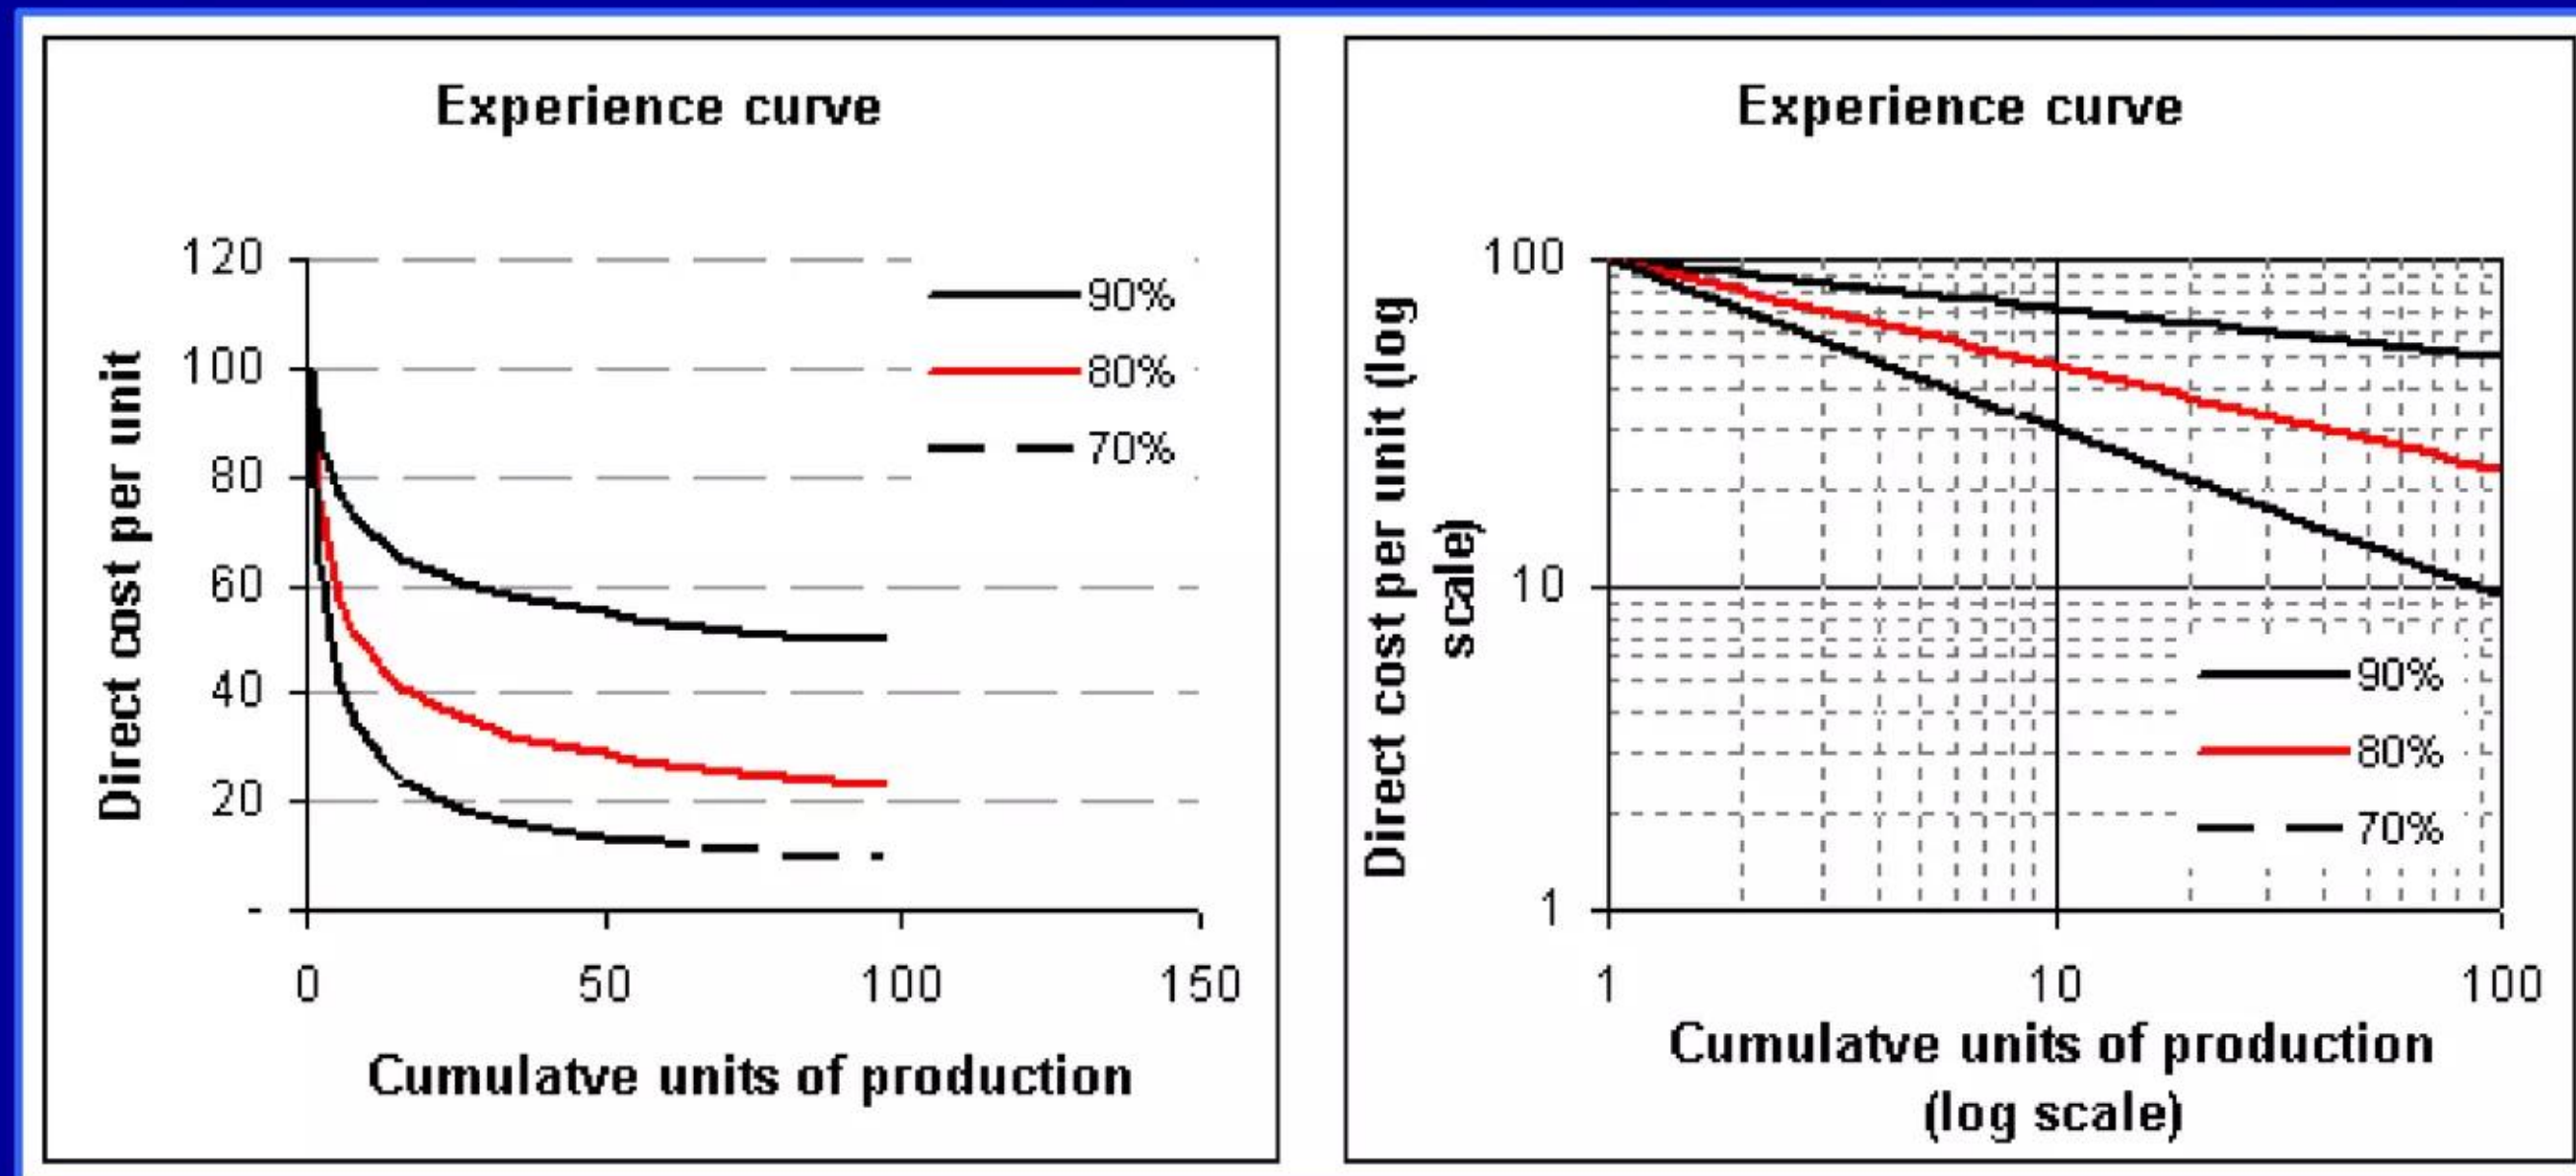 Experience curve
Direct cost per unit
120
100
80
60
40
20
-
0
50
100
150
90%
80%
70%
Cumulatve units of production
Experience curve
Direct cost per unit (log
scale)
100
10
1
1
10
100
90%
80%
70%
Cumulatve units of production
(log scale)